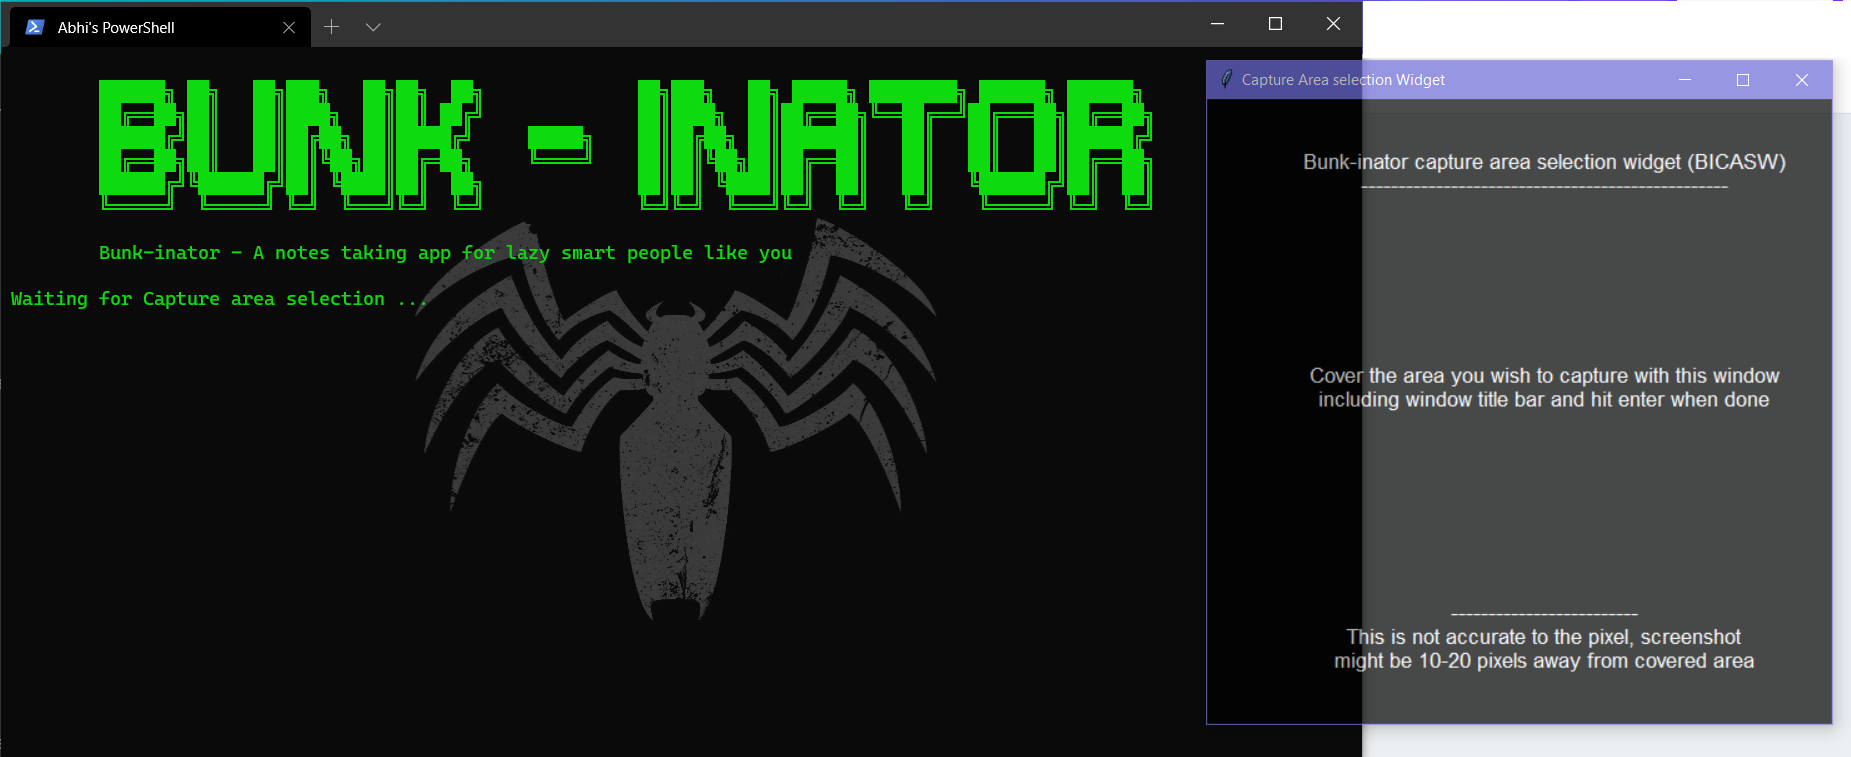 Abhi's PowerShell
BUNK - INATOR
Bunk-inator - A notes taking app for lazy smart people like you
Waiting for Capture area selection ...
Capture Area selection Widget
Bunk-inator capture area selection widget (BICASW)
-------------------------------------------------
Cover the area you wish to capture with this window
including window title bar and hit enter when done
-------------------------
This is not accurate to the pixel, screenshot
might be 10-20 pixels away from covered area